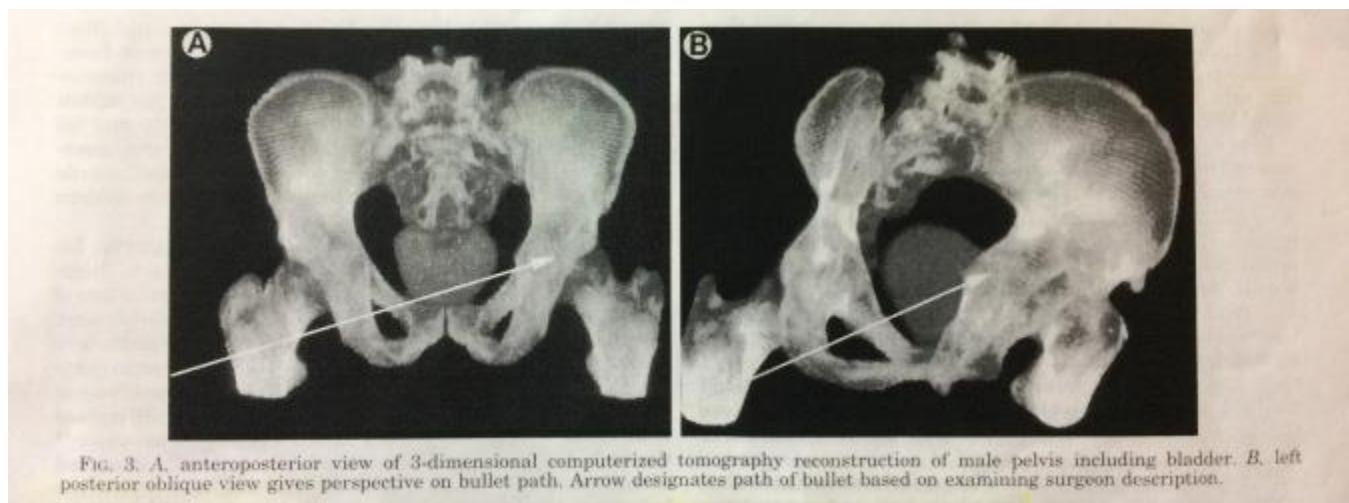 A
B
FIG. 3. A, anteroposterior view of 3-dimensional computerized tomography reconstruction of male pelvis including bladder. B, left
posterior oblique view gives perspective on bullet path. Arrow designates path of bullet based on examining surgeon description.